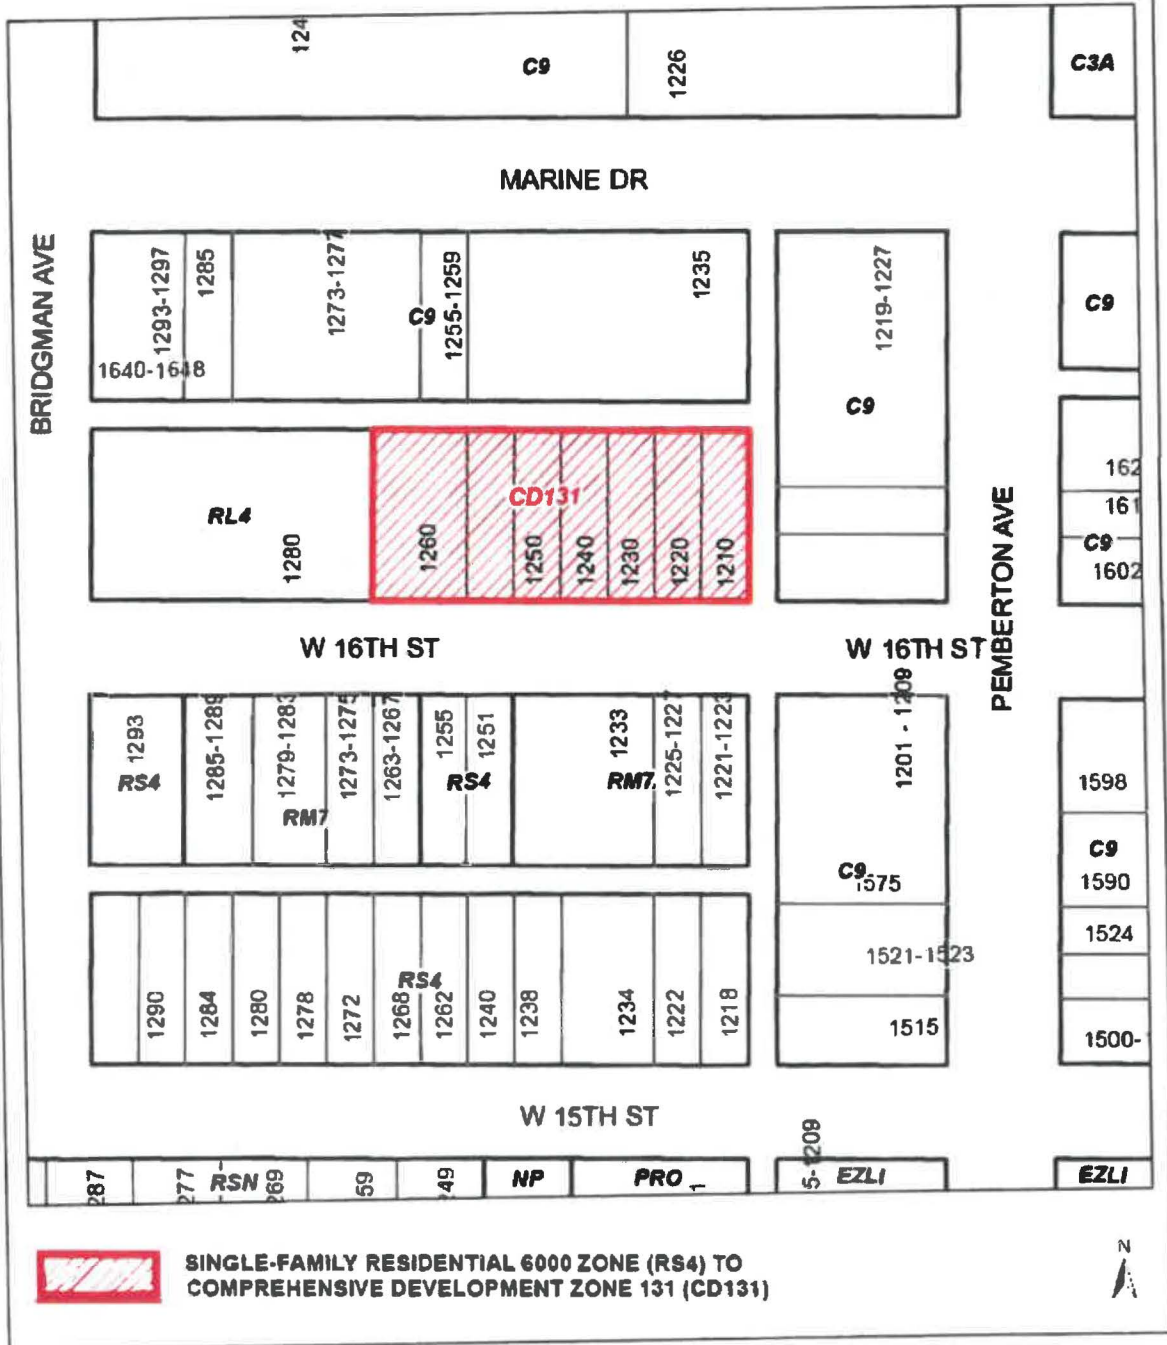 124
C9
1226
C3A
MARINE DR
BRIDGMAN AVE
1293-1297
1285
1273-1277
C9
1255-1259
1235
1219-1227
C9
1640-1648
C9
RL4
1280
CD131
1260
1250
1240
1230
1220
1210
PEMBERTON AVE
162
161
C9
1602
W 16TH ST
W 16TH ST
1293
RS4
1285-1289
1279-1283
RM7
1273-1275
1263-1267
1255
RS4
1251
1233
RM7
1225-1227
1221-1223
1201 - 1209
C9
1575
1598
C9
1590
1524
1521-1523
1515
1500-
RS4
1290
1284
1280
1278
1272
1268
1262
1240
1238
1234
1222
1218
W 15TH ST
287
277
RSN
269
59
249
NP
PRO
1
5-1209
EZLI
EZLI
SINGLE-FAMILY RESIDENTIAL 6000 ZONE (RS4) TO
COMPREHENSIVE DEVELOPMENT ZONE 131 (CD131)
N